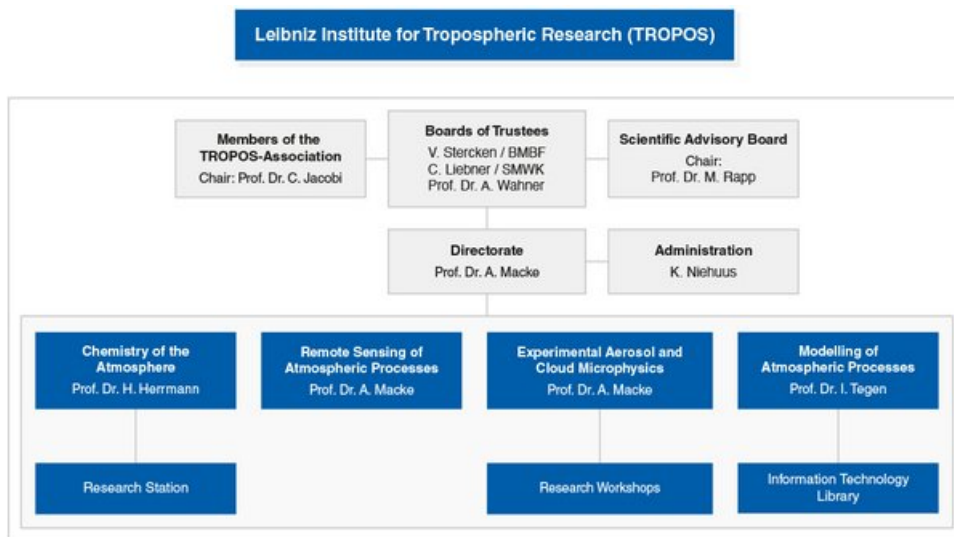 Leibniz Institute for Tropospheric Research (TROPOS)
Members of the
TROPOS-Association
Chair: Prof. Dr. C. Jacobi
Boards of Trustees
V. Stercken / BMBF
C. Liebner / SMWK
Prof. Dr. A. Wahner
Scientific Advisory Board
Chair:
Prof. Dr. M. Rapp
Directorate
Prof. Dr. A. Macke
Administration
K. Niehuus
Chemistry of the
Atmosphere
Prof. Dr. H. Herrmann
Remote Sensing of
Atmospheric Processes
Prof. Dr. A. Macke
Experimental Aerosol and
Cloud Microphysics
Prof. Dr. A. Macke
Modelling of
Atmospheric Processes
Prof. Dr. I. Tegen
Research Station
Research Workshops
Information Technology
Library